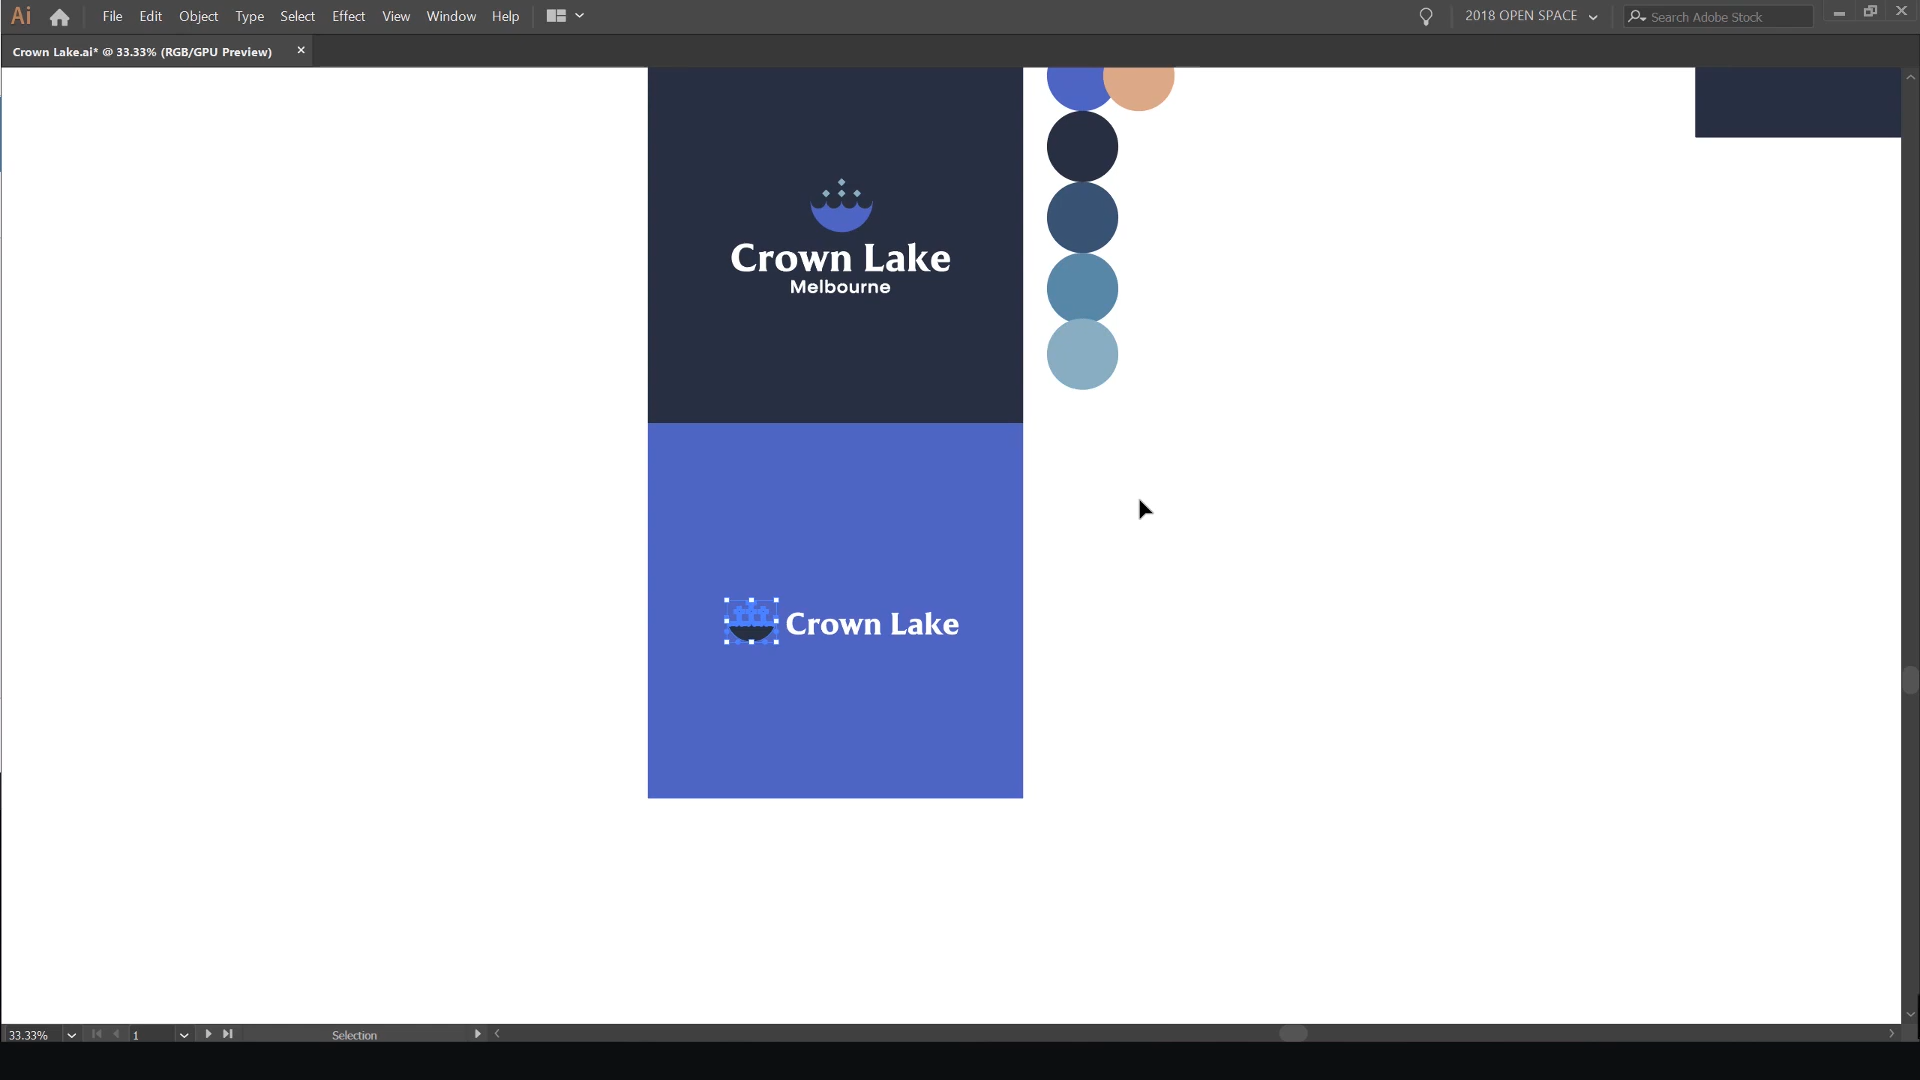 Ai File Edit Object Type Select Effect View Window Help 2018 OPEN SPACE Search Adobe Stock
Crown Lake.ai* @ 33.33% (RGB/GPU Preview)
Crown Lake
Melbourne
Crown Lake
33.33% 1 Selection